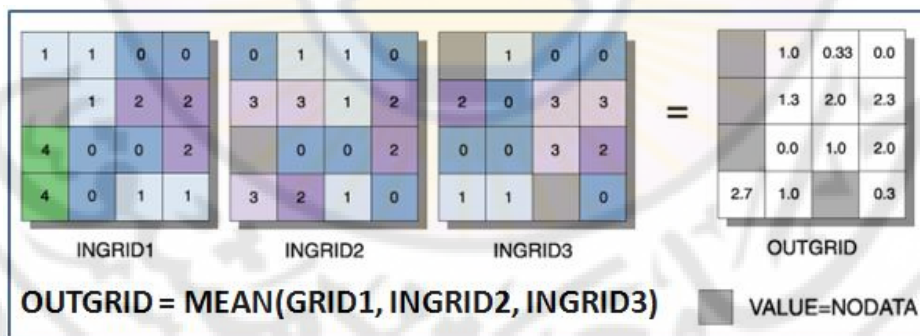 1 1 0 0 0 1 1 0 1 0 0 1.0 0.33 0.0
1 2 2 3 3 1 2 2 0 3 3 = 1.3 2.0 2.3
4 0 0 2 0 0 2 0 0 3 2 0.0 1.0 2.0
4 0 1 1 3 2 1 0 1 1 0 2.7 1.0 0.3
INGRID1 INGRID2 INGRID3 OUTGRID
OUTGRID = MEAN(GRID1, INGRID2, INGRID3) VALUE=NODATA